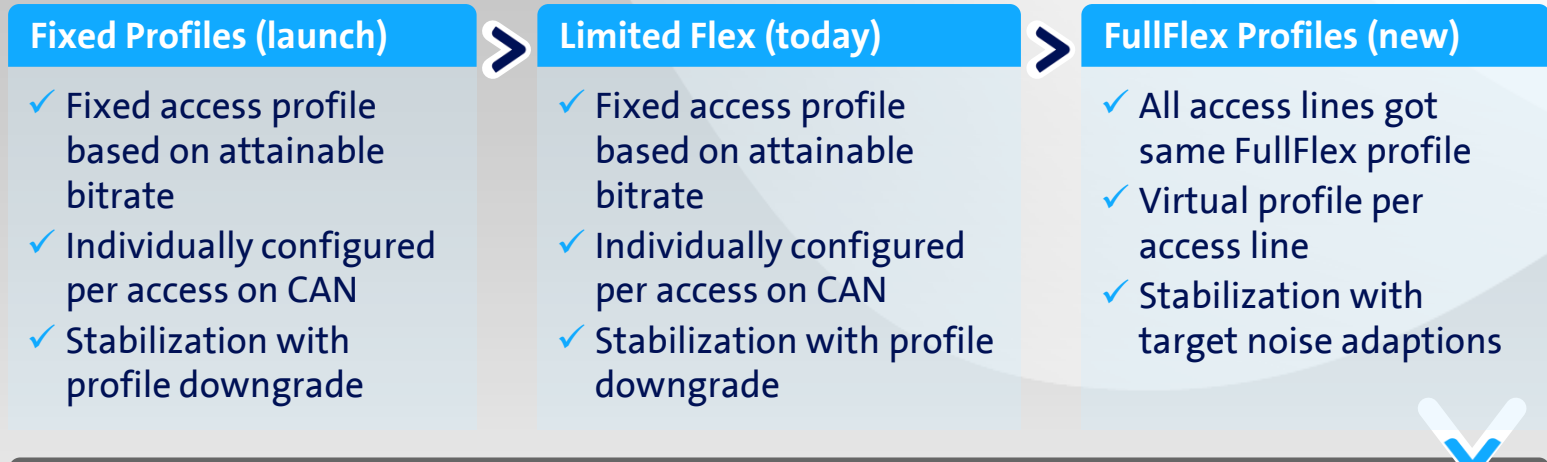 Fixed Profiles (launch)
✓ Fixed access profile
based on attainable
bitrate
✓ Individually configured
per access on CAN
✓ Stabilization with
profile downgrade
Limited Flex (today)
✓ Fixed access profile
based on attainable
bitrate
✓ Individually configured
per access on CAN
✓ Stabilization with profile
downgrade
FullFlex Profiles (new)
✓ All access lines got
same FullFlex profile
✓ Virtual profile per
access line
✓ Stabilization with
target noise adaptions